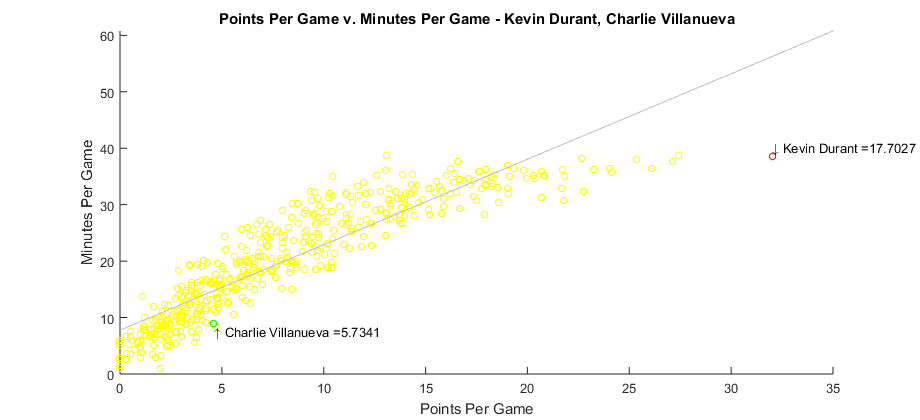 Points Per Game v. Minutes Per Game - Kevin Durant, Charlie Villanueva
60
50
40
30
20
10
0
Minutes Per Game
↓ Kevin Durant =17.7027
↑ Charlie Villanueva =5.7341
0 5 10 15 20 25 30 35
Points Per Game